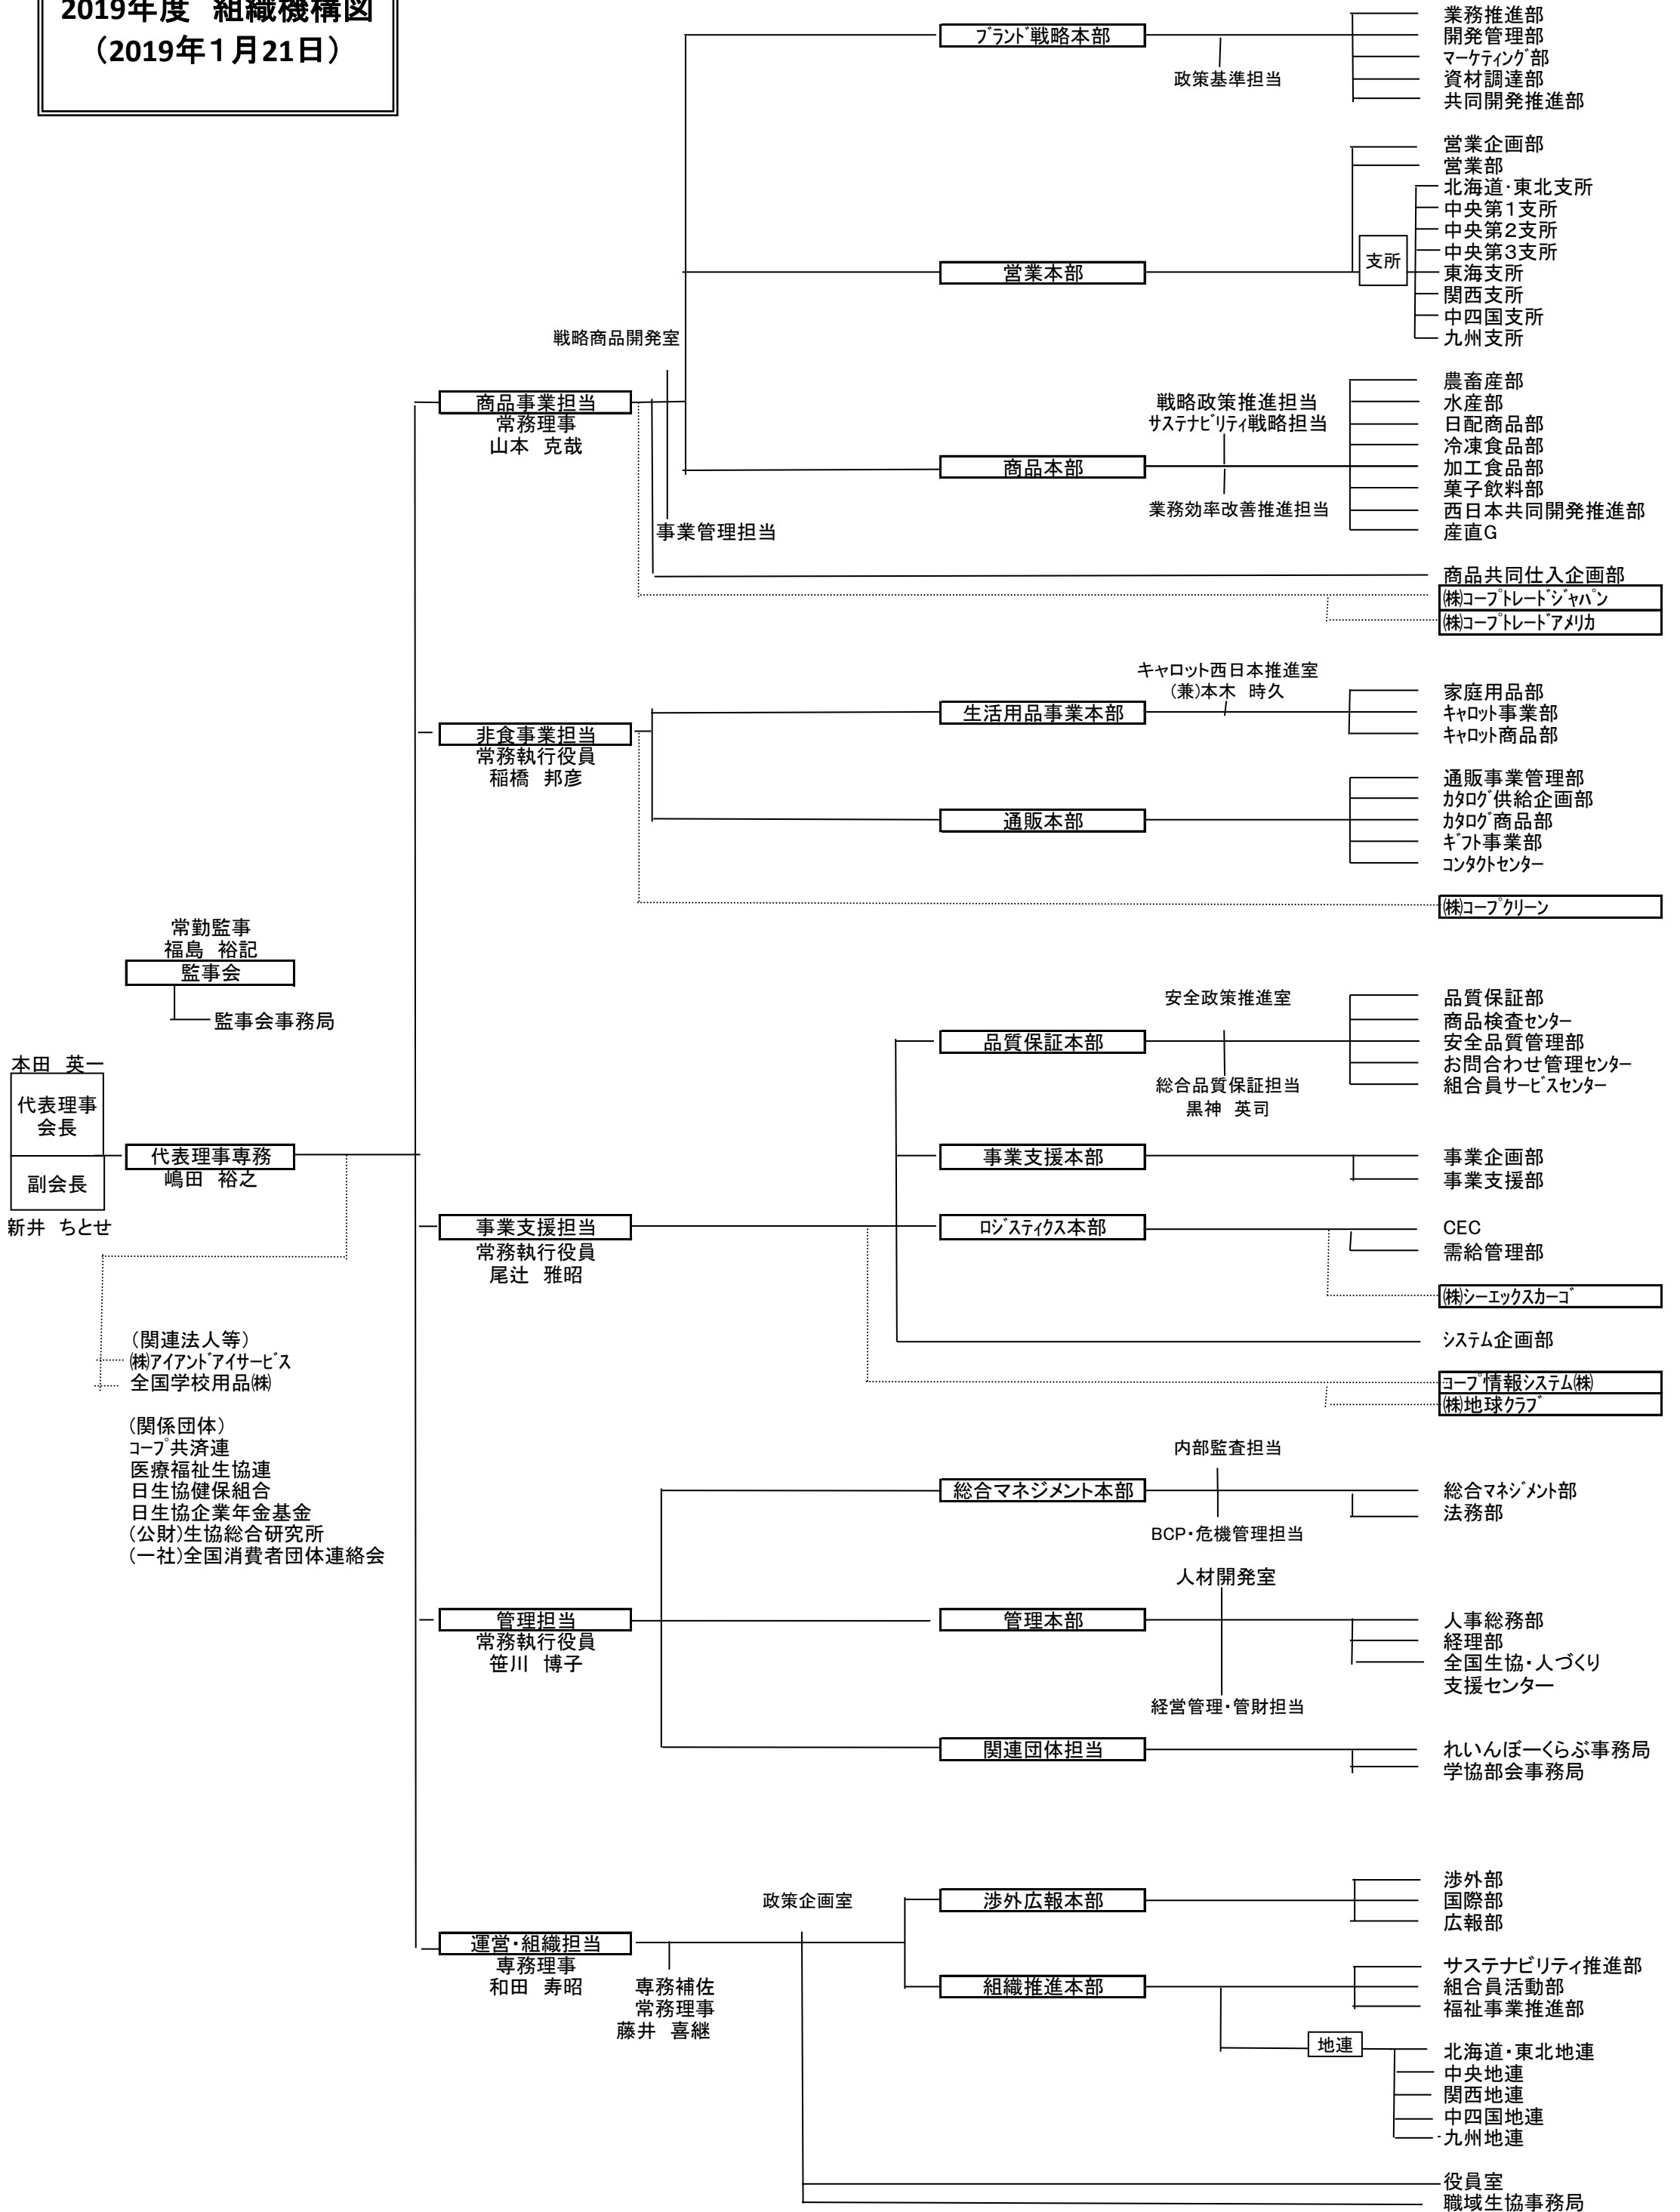 2019年度　組織機構図
（2019年１月21日）
ﾌﾞﾗﾝﾄﾞ戦略本部
政策基準担当
業務推進部
開発管理部
ﾏｰｹﾃｨﾝｸﾞ部
資材調達部
共同開発推進部
営業企画部
営業部
営業本部
支所
北海道・東北支所
中央第１支所
中央第２支所
中央第３支所
東海支所
関西支所
中四国支所
九州支所
戦略商品開発室
商品事業担当
常務理事
山本　克哉
事業管理担当
戦略政策推進担当
ｻｽﾃﾅﾋﾞﾘﾃｨ戦略担当
商品本部
業務効率改善推進担当
農畜産部
水産部
日配商品部
冷凍食品部
加工食品部
菓子飲料部
西日本共同開発推進部
産直G
商品共同仕入企画部
㈱ｺｰﾌﾟﾄﾚｰﾄﾞｼﾞｬﾊﾟﾝ
㈱ｺｰﾌﾟﾄﾚｰﾄﾞｱﾒﾘｶ
キャロット西日本推進室
(兼)本木　時久
生活用品事業本部
家庭用品部
ｷｬﾛｯﾄ事業部
ｷｬﾛｯﾄ商品部
非食事業担当
常務執行役員
稲橋　邦彦
通販本部
通販事業管理部
ｶﾀﾛｸﾞ供給企画部
ｶﾀﾛｸﾞ商品部
ｷﾞﾌﾄ事業部
ｺﾝﾀｸﾄｾﾝﾀｰ
㈱ｺｰﾌﾟｸﾘｰﾝ
常勤監事
福島　裕記
監事会
監事会事務局
本田　英一
代表理事
会長
副会長
新井　ちとせ
代表理事専務
嶋田　裕之
安全政策推進室
品質保証本部
総合品質保証担当
黒神　英司
品質保証部
商品検査ｾﾝﾀｰ
安全品質管理部
お問合わせ管理ｾﾝﾀｰ
組合員ｻｰﾋﾞｽｾﾝﾀｰ
事業支援本部
事業企画部
事業支援部
事業支援担当
常務執行役員
尾辻　雅昭
ﾛｼﾞｽﾃｨｸｽ本部
CEC
需給管理部
㈱ｼｰｴｯｸｽｶｰｺﾞ
ｼｽﾃﾑ企画部
ｺｰﾌﾟ情報ｼｽﾃﾑ㈱
㈱地球ｸﾗﾌﾞ
（関連法人等）
㈱ｱｲｱﾝﾄﾞｱｲｻｰﾋﾞｽ
全国学校用品㈱
(関係団体）
ｺｰﾌﾟ共済連
医療福祉生協連
日生協健保組合
日生協企業年金基金
(公財)生協総合研究所
(一社)全国消費者団体連絡会
内部監査担当
総合マネジメント本部
BCP・危機管理担当
総合ﾏﾈｼﾞﾒﾝﾄ部
法務部
人材開発室
管理担当
常務執行役員
笹川　博子
管理本部
経営管理・管財担当
人事総務部
経理部
全国生協・人づくり
支援センター
関連団体担当
れいんぼーくらぶ事務局
学協部会事務局
政策企画室
渉外広報本部
渉外部
国際部
広報部
運営・組織担当
専務理事
和田　寿昭
専務補佐
常務理事
藤井　喜継
組織推進本部
サステナビリティ推進部
組合員活動部
福祉事業推進部
地連
北海道・東北地連
中央地連
関西地連
中四国地連
九州地連
役員室
職域生協事務局